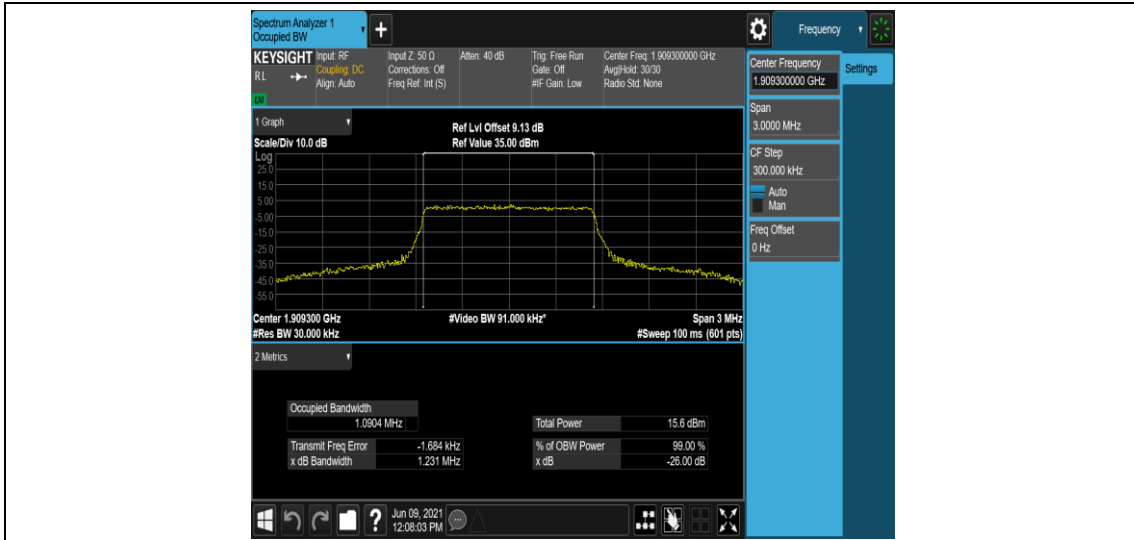 Spectrum Analyzer 1
Occupied BW
+
Frequency
KEYSIGHT
RL
Input: RF
Coupling: DC
Align: Auto
Input Z: 50 Ω
Corrections: Off
Freq Ref: Int (S)
Atten: 40 dB
Trig: Free Run
Gate: Off
#IF Gain: Low
Center Freq: 1.909300000 GHz
Avg|Hold: 30/30
Radio Std: None
Center Frequency
1.909300000 GHz
Settings
Span
3.0000 MHz
CF Step
300.000 kHz
Auto
Man
Freq Offset
0 Hz
1 Graph
Scale/Div 10.0 dB
Ref Lvl Offset 9.13 dB
Ref Value 35.00 dBm
Log
25.0
15.0
5.00
-5.00
-15.0
-25.0
-35.0
-45.0
-55.0
Center 1.909300 GHz
#Res BW 30.000 kHz
#Video BW 91.000 kHz*
Span 3 MHz
#Sweep 100 ms (601 pts)
2 Metrics
Occupied Bandwidth
1.0904 MHz
Total Power 15.6 dBm
Transmit Freq Error -1.684 kHz
% of OBW Power 99.00 %
x dB Bandwidth 1.231 MHz
x dB -26.00 dB
?
Jun 09, 2021
12:08:03 PM